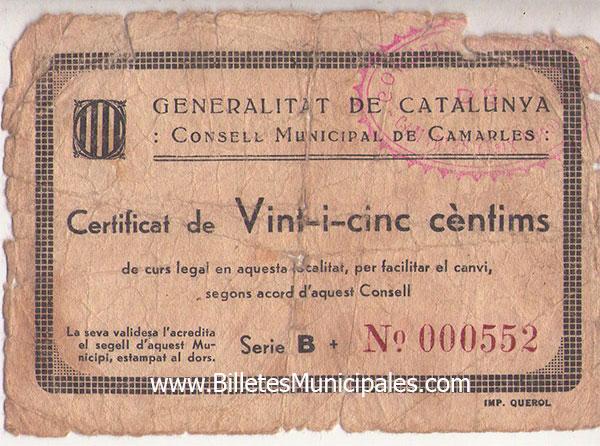 GENERALITAT DE CATALUNYA
: CONSELL MUNICIPAL DE CAMARLES :
Certificat de Vint-i-cinc cèntims
de curs legal en aquesta localitat, per facilitar el canvi,
segons acord d'aquest Consell
La seva validesa l'acredita
el segell d'aquest Mu-
nicipi, estampat al dors.
Serie B + Nº 000552
www.BilletesMunicipales.com
IMP. QUEROL
DE